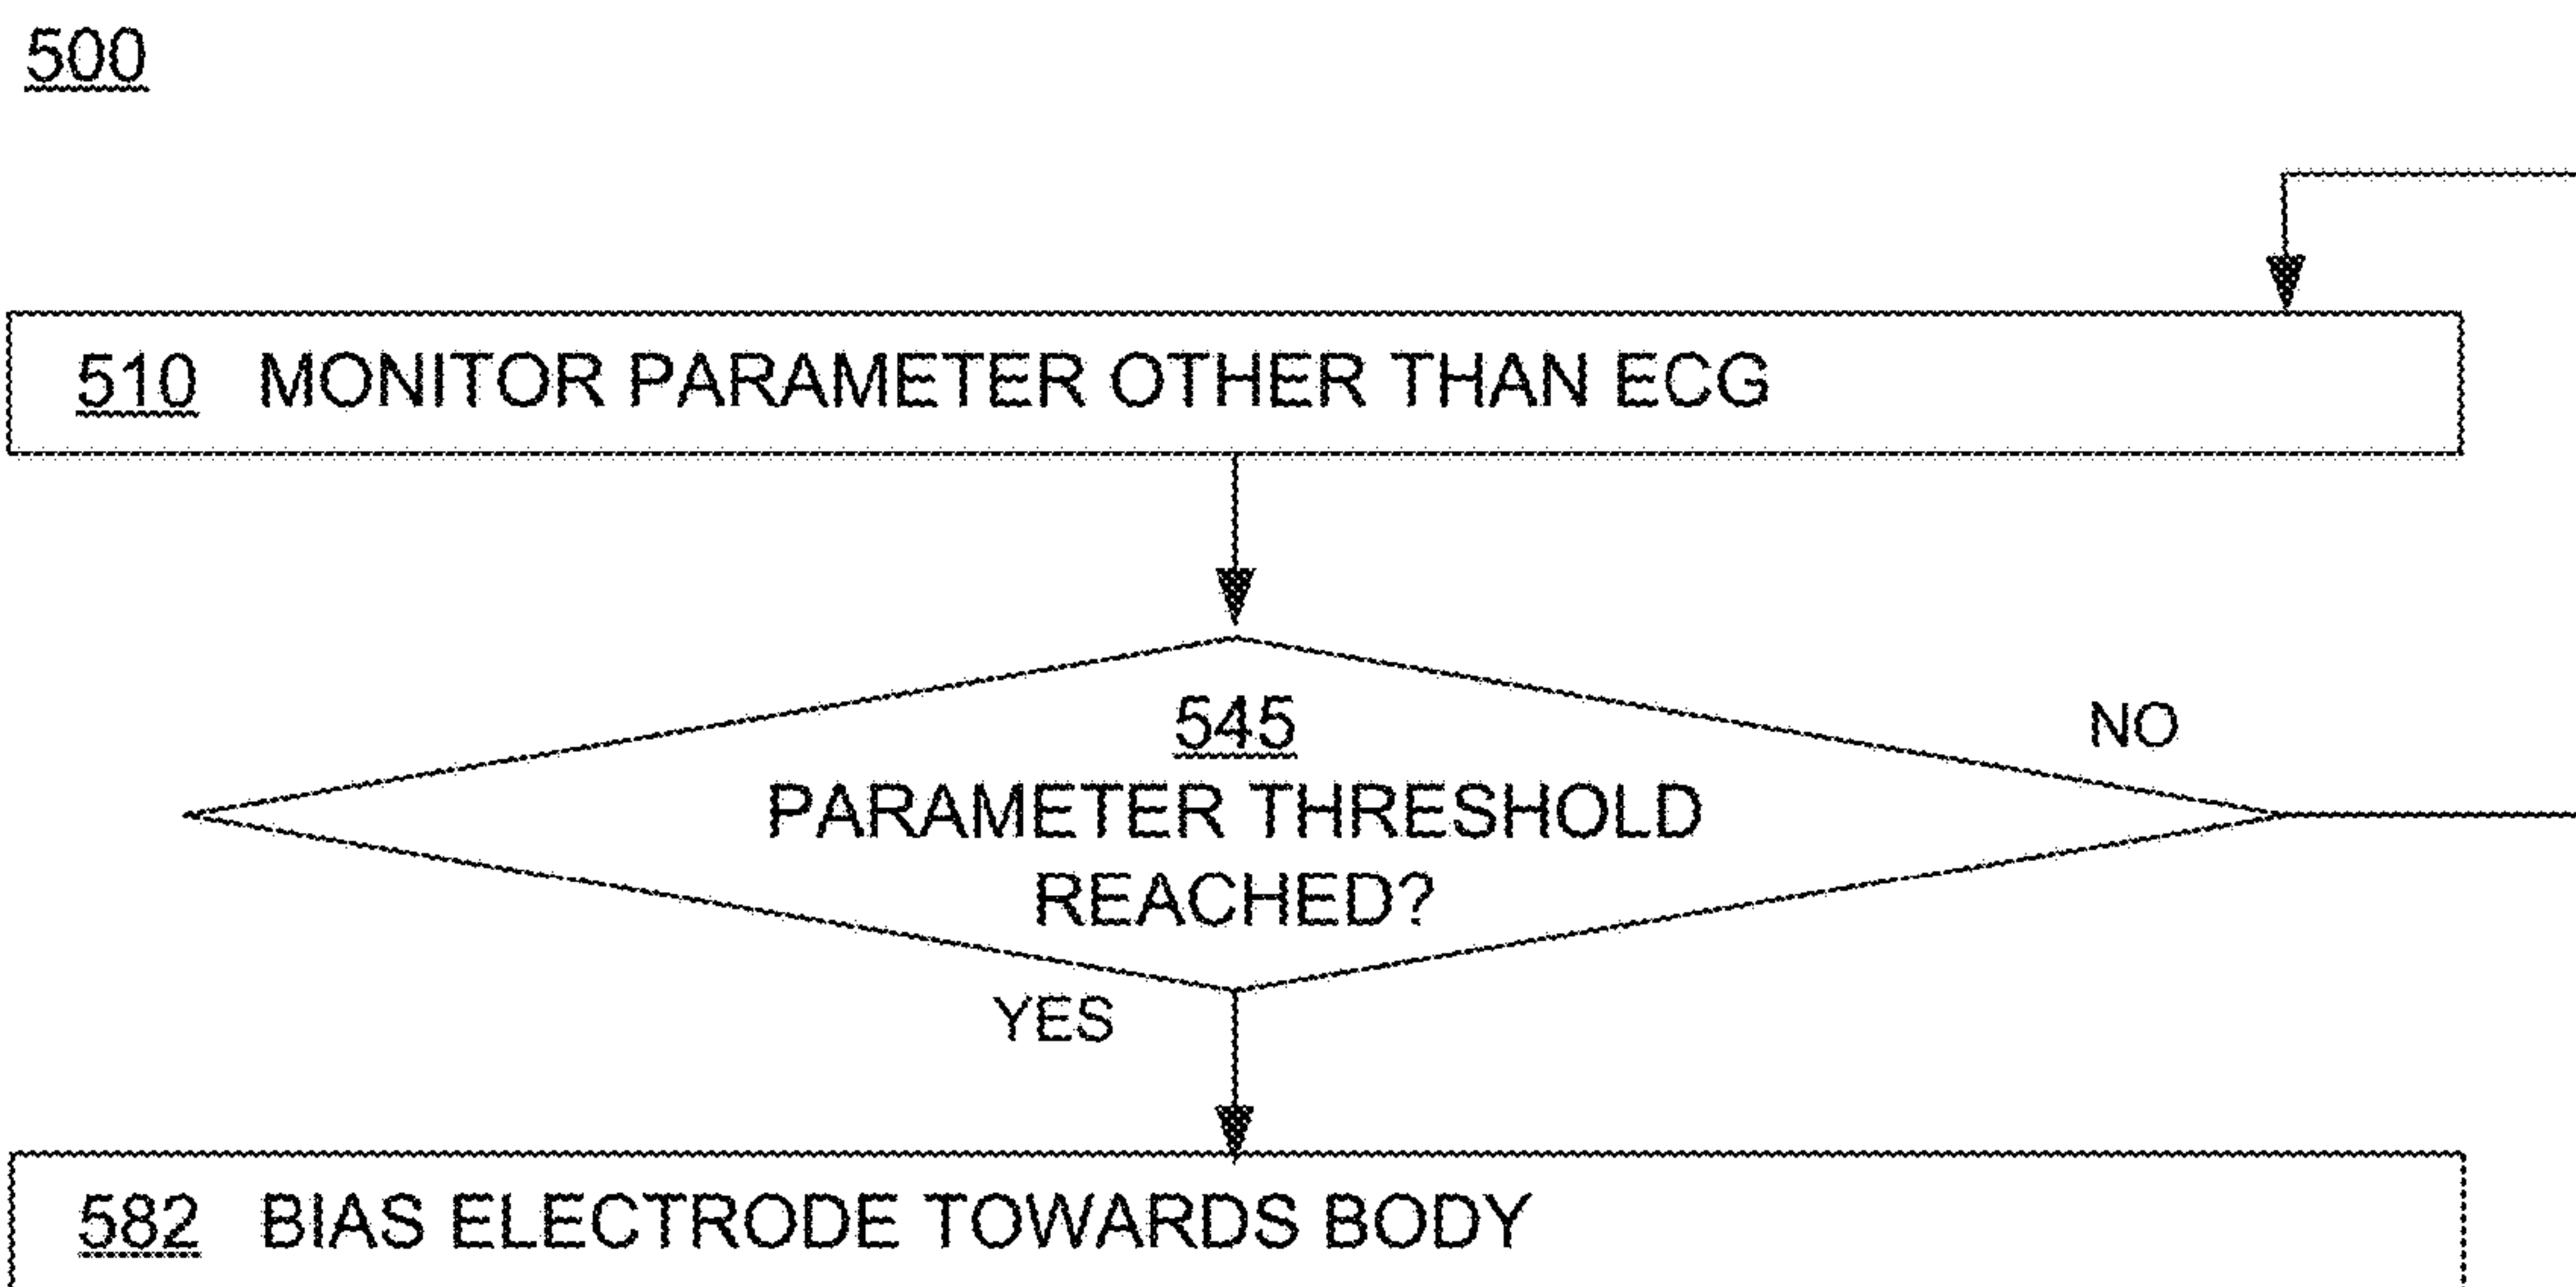 500
510 MONITOR PARAMETER OTHER THAN ECG
545
PARAMETER THRESHOLD
REACHED?
NO
YES
582 BIAS ELECTRODE TOWARDS BODY